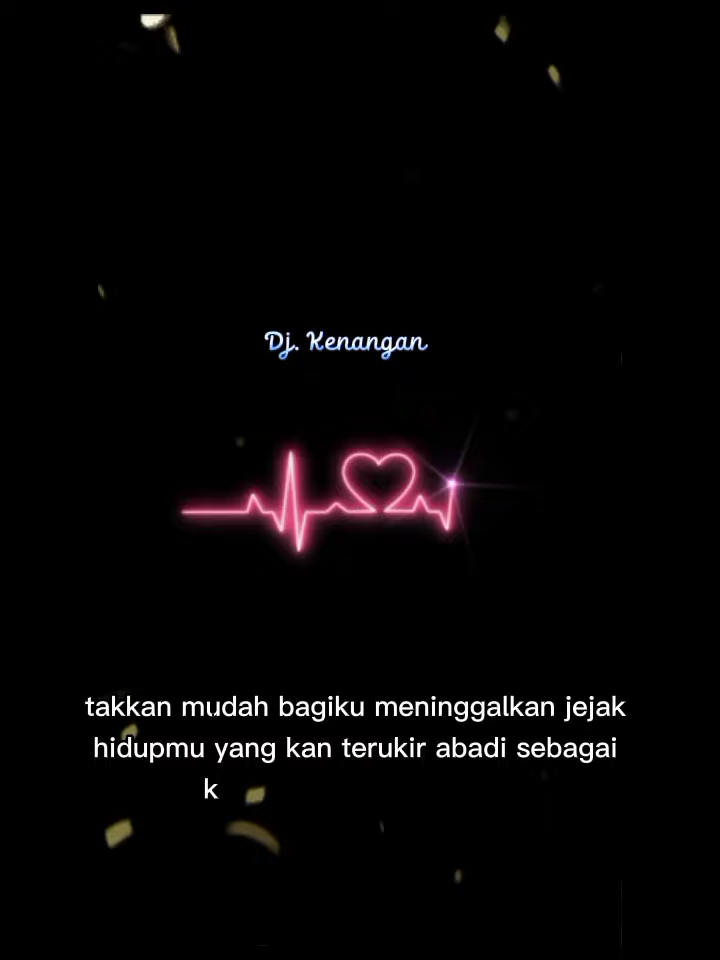 Dj. Kenangan
takkan mudah bagiku meninggalkan jejak
hidupmu yang kan terukir abadi sebagai
k